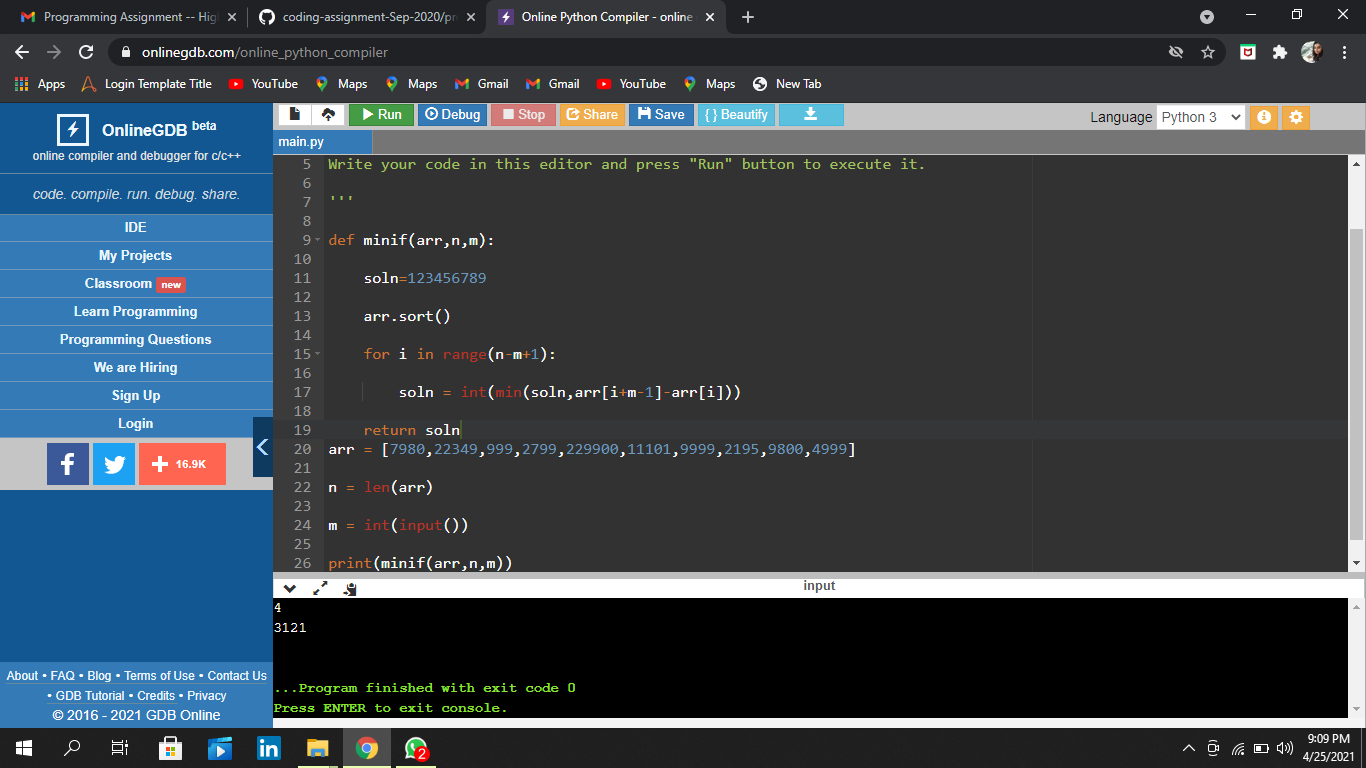 Programming Assignment -- Hig
coding-assignment-Sep-2020/pr
Online Python Compiler - online
onlinegdb.com/online_python_compiler
Apps
Login Template Title
YouTube
Maps
Maps
Gmail
Gmail
YouTube
Maps
New Tab
OnlineGDB beta
online compiler and debugger for c/c++
code. compile. run. debug. share.
IDE
My Projects
Classroom new
Learn Programming
Programming Questions
We are Hiring
Sign Up
Login
16.9K
About • FAQ • Blog • Terms of Use • Contact Us
• GDB Tutorial • Credits • Privacy
© 2016 - 2021 GDB Online
Run
Debug
Stop
Share
Save
{ } Beautify
Language Python 3
main.py
5 Write your code in this editor and press "Run" button to execute it.
6
7 '''
8
9 def minif(arr,n,m):
10
11     soln=123456789
12
13     arr.sort()
14
15     for i in range(n-m+1):
16
17         soln = int(min(soln,arr[i+m-1]-arr[i]))
18
19     return soln
20 arr = [7980,22349,999,2799,229900,11101,9999,2195,9800,4999]
21
22 n = len(arr)
23
24 m = int(input())
25
26 print(minif(arr,n,m))
input
4
3121
...Program finished with exit code 0
Press ENTER to exit console.
2
9:09 PM
4/25/2021